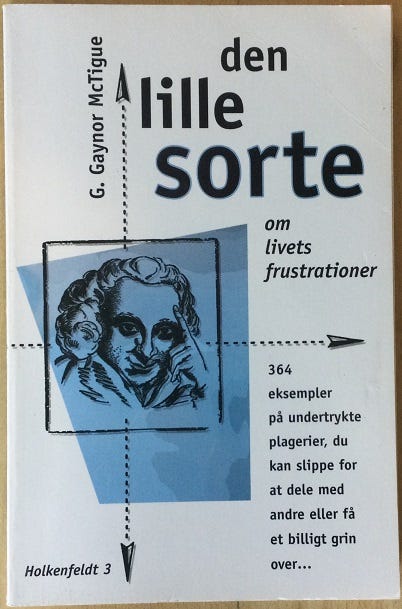 G. Gaynor McTigue
den
lille
sorte
om
livets
frustrationer
364
eksempler
på undertrykte
plagerier, du
kan slippe for
at dele med
andre eller få
et billigt grin
over...
Holkenfeldt 3